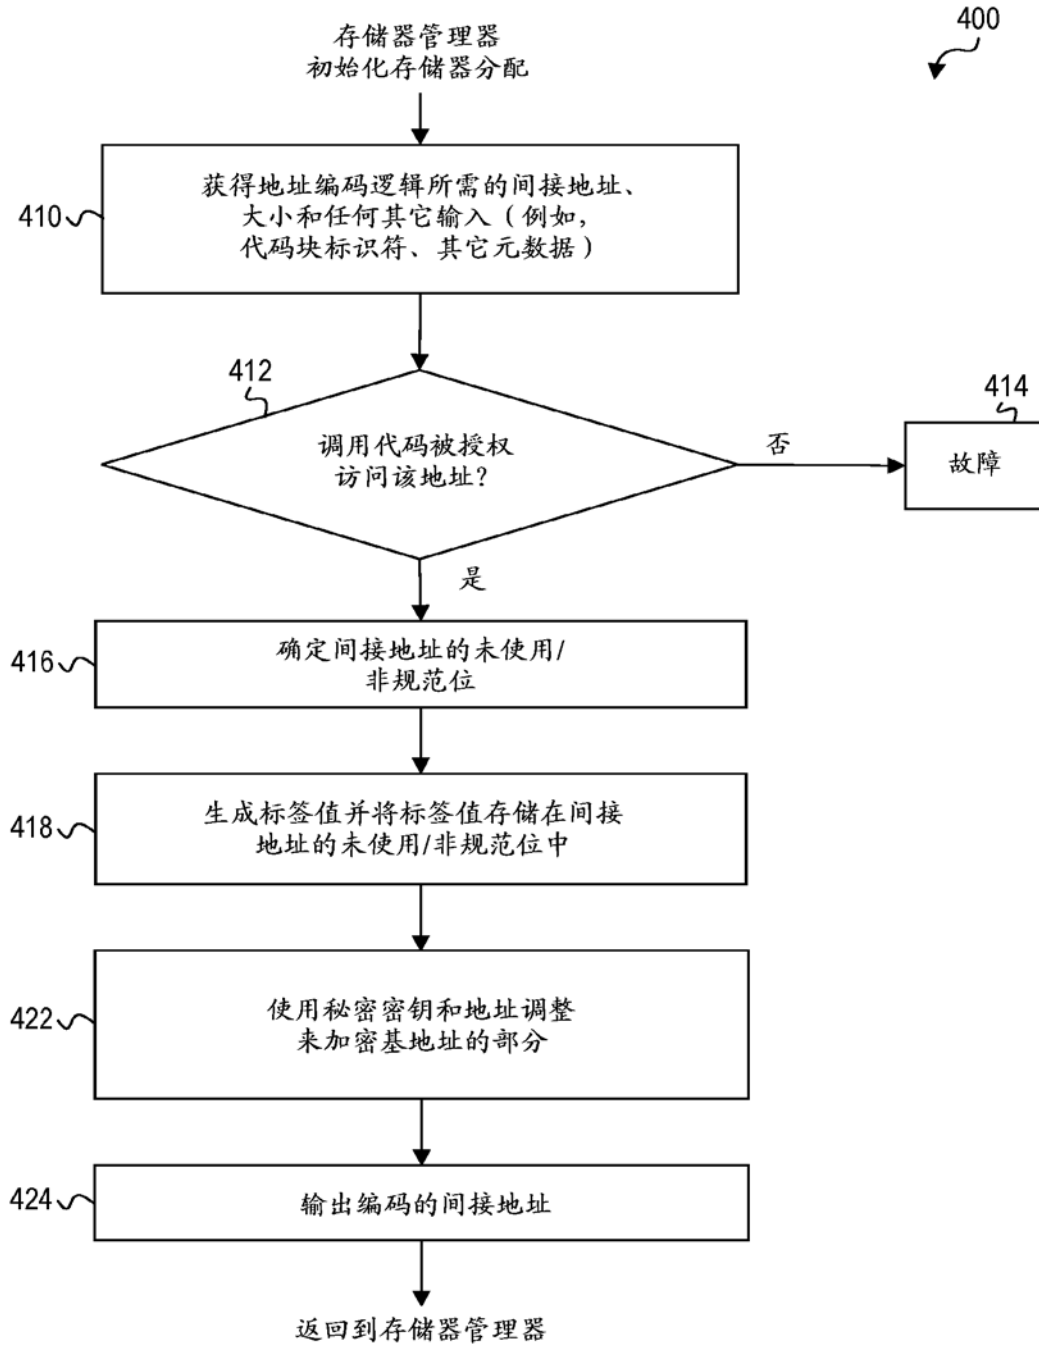 400
存储器管理器
初始化存储器分配
410
获得地址编码逻辑所需的间接地址、
大小和任何其它输入（例如，
代码块标识符、其它元数据）
412
调用代码被授权
访问该地址？
否
414
故障
是
416
确定间接地址的未使用/
非规范位
418
生成标签值并将标签值存储在间接
地址的未使用/非规范位中
422
使用秘密密钥和地址调整
来加密基地址的部分
424
输出编码的间接地址
返回到存储器管理器